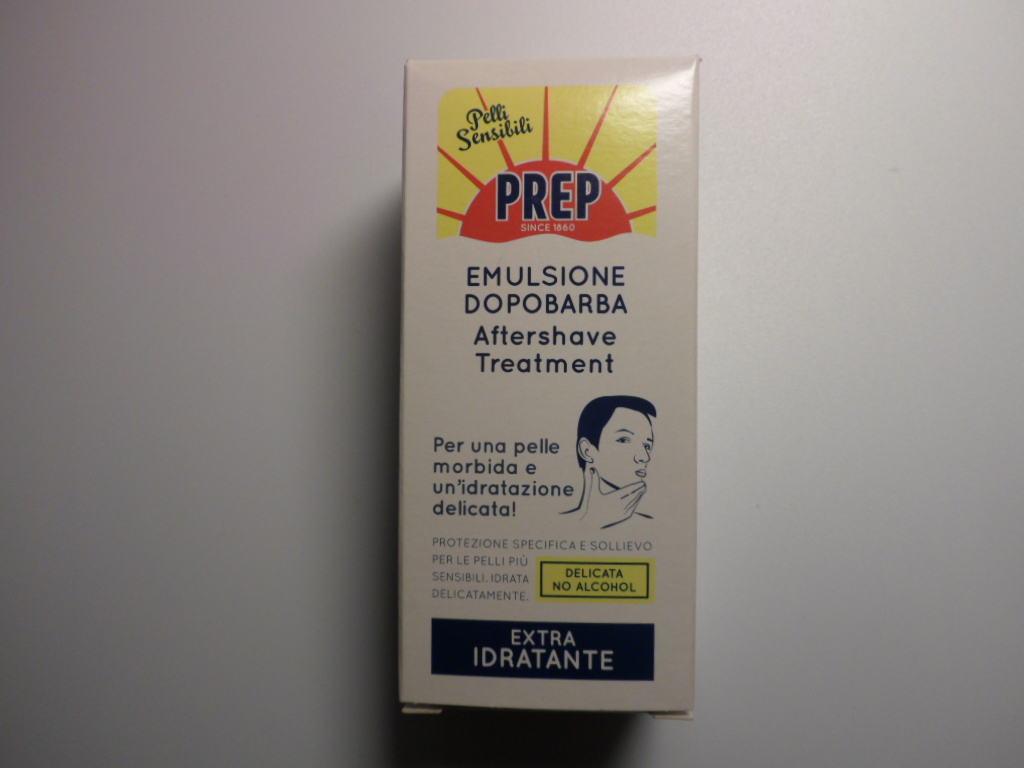 Pelli
Sensibili
PREP
SINCE 1860
EMULSIONE
DOPOBARBA
Aftershave
Treatment
Per una pelle
morbida e
un'idratazione
delicata!
PROTEZIONE SPECIFICA E SOLLIEVO
PER LE PELLI PIÙ
SENSIBILI. IDRATA
DELICATAMENTE.
DELICATA
NO ALCOHOL
EXTRA
IDRATANTE